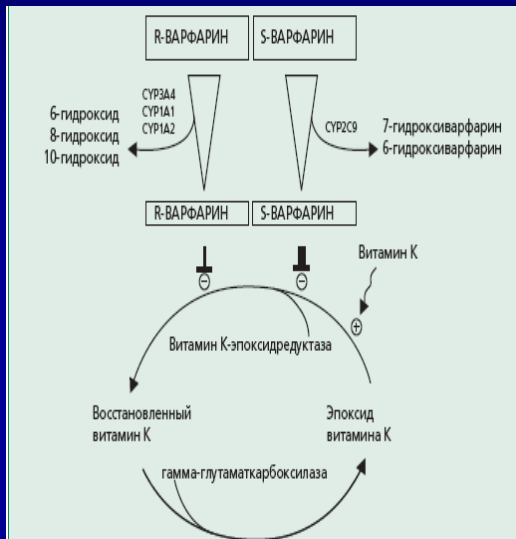 R-ВАРФАРИН S-ВАРФАРИН
CYP3A4
CYP1A1
CYP1A2
6-гидроксид
8-гидроксид
10-гидроксид
CYP2C9
7-гидроксиварфарин
6-гидроксиварфарин
R-ВАРФАРИН S-ВАРФАРИН
Витамин К
Витамин К-эпоксидредуктаза
Восстановленный
витамин К
Эпоксид
витамина К
гамма-глутаматкарбоксилаза